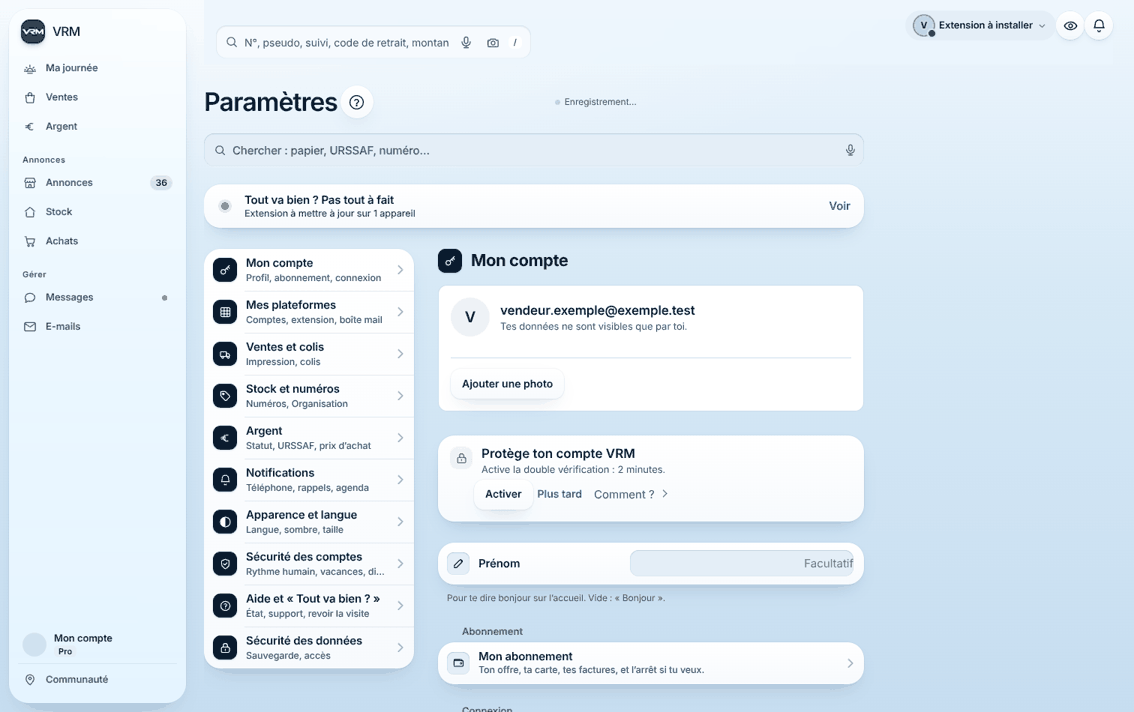 VRM VRM
Ma journée
Ventes
Argent
Annonces
Annonces 36
Stock
Achats
Gérer
Messages
E-mails
Mon compte
Pro
Communauté
N°, pseudo, suivi, code de retrait, montan /
V Extension à installer
Paramètres ?
Enregistrement…
Chercher : papier, URSSAF, numéro…
Tout va bien ? Pas tout à fait
Extension à mettre à jour sur 1 appareil
Voir
Mon compte
Profil, abonnement, connexion
Mes plateformes
Comptes, extension, boîte mail
Ventes et colis
Impression, colis
Stock et numéros
Numéros, Organisation
Argent
Statut, URSSAF, prix d’achat
Notifications
Téléphone, rappels, agenda
Apparence et langue
Langue, sombre, taille
Sécurité des comptes
Rythme humain, vacances, di…
Aide et « Tout va bien ? »
État, support, revoir la visite
Sécurité des données
Sauvegarde, accès
Mon compte
V
vendeur.exemple@exemple.test
Tes données ne sont visibles que par toi.
Ajouter une photo
Protège ton compte VRM
Active la double vérification : 2 minutes.
Activer Plus tard Comment ?
Prénom Facultatif
Pour te dire bonjour sur l’accueil. Vide : « Bonjour ».
Abonnement
Mon abonnement
Ton offre, ta carte, tes factures, et l’arrêt si tu veux.
Connexion